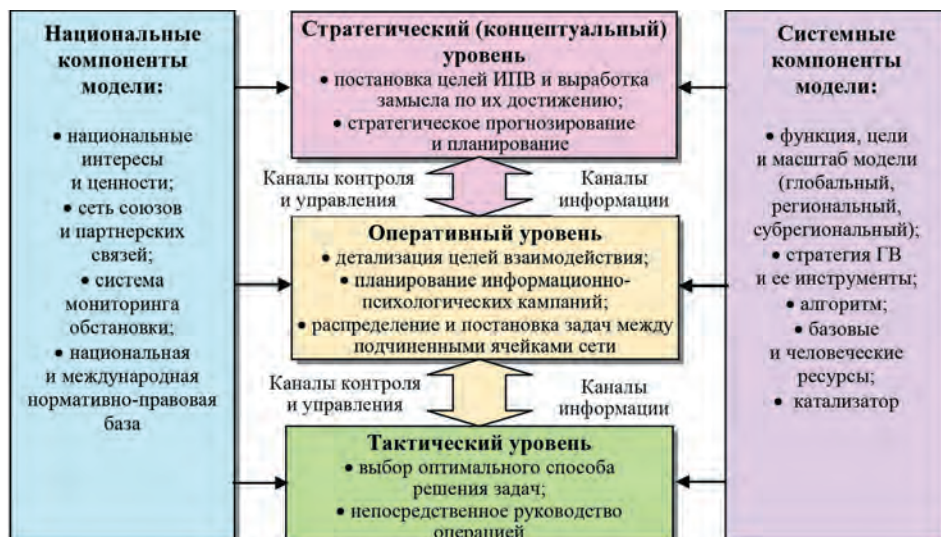 Национальные
компоненты
модели:
• национальные
интересы
и ценности;
• сеть союзов
и партнерских
связей;
• система
мониторинга
обстановки;
• национальная
и международная
нормативно-правовая
база
Стратегический (концептуальный)
уровень
• постановка целей ИПВ и выработка
замысла по их достижению;
• стратегическое прогнозирование
и планирование
Каналы контроля
и управления
Каналы
информации
Оперативный уровень
• детализация целей взаимодействия;
• планирование информационно-
психологических кампаний;
• распределение и постановка задач между
подчиненными ячейками сети
Каналы контроля
и управления
Каналы
информации
Тактический уровень
• выбор оптимального способа
решения задач;
• непосредственное руководство
операцией
Системные
компоненты
модели:
• функция, цели
и масштаб модели
(глобальный,
региональный,
субрегиональный);
• стратегия ГВ
и ее инструменты;
• алгоритм;
• базовые
и человеческие
ресурсы;
• катализатор